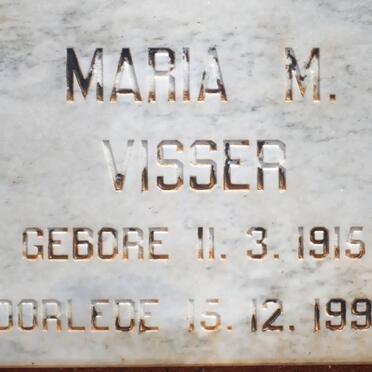 MARIA M.
VISSER
GEBORE 11. 3. 1915
OORLEDE 15. 12. 199